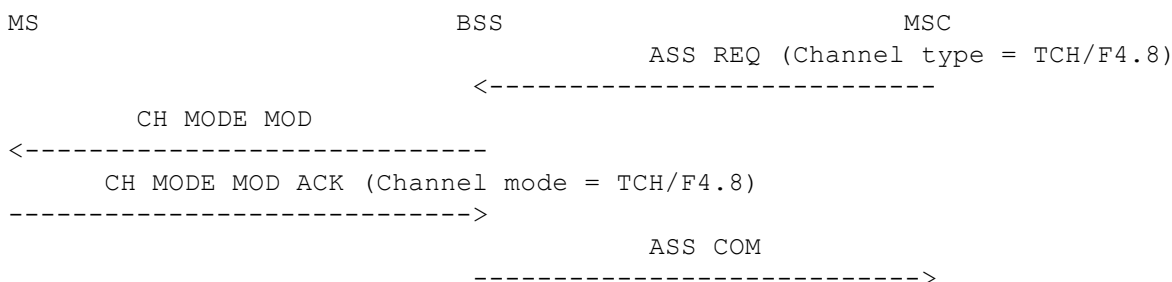 MS BSS MSC
ASS REQ (Channel type = TCH/F4.8)
<----------------------------
CH MODE MOD
<-----------------------------
CH MODE MOD ACK (Channel mode = TCH/F4.8)
----------------------------->
ASS COM
---------------------------->